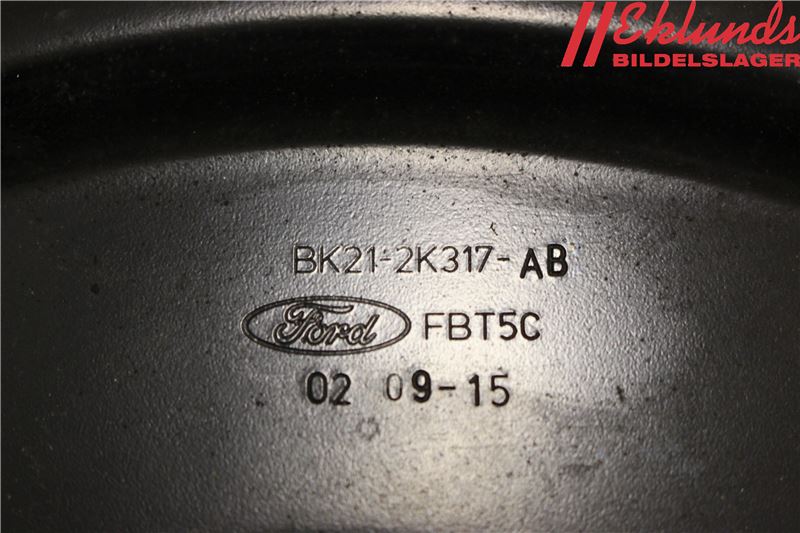 Eklunds
BILDELSLAGER
BK21-2K317-AB
Ford FBT5C
02 09-15